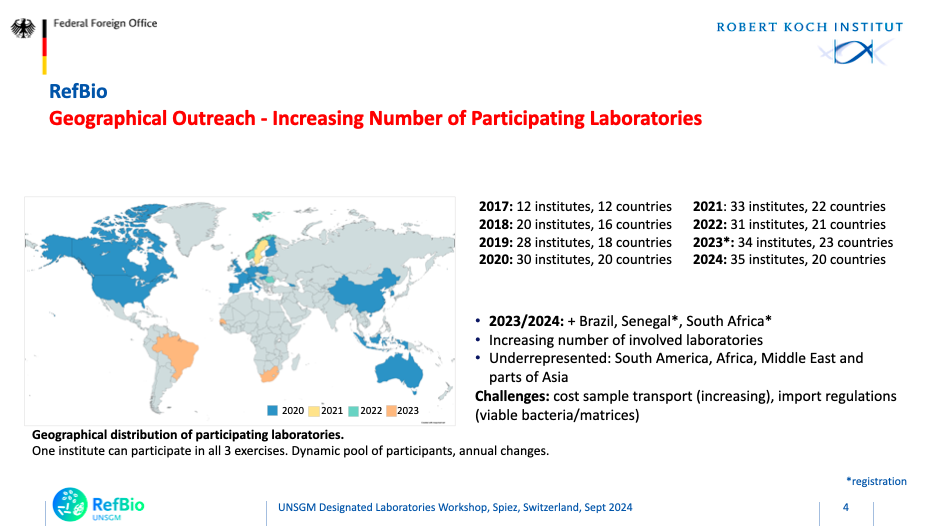 Federal Foreign Office
ROBERT KOCH INSTITUT
RefBio
Geographical Outreach - Increasing Number of Participating Laboratories
2017: 12 institutes, 12 countries
2018: 20 institutes, 16 countries
2019: 28 institutes, 18 countries
2020: 30 institutes, 20 countries
2021: 33 institutes, 22 countries
2022: 31 institutes, 21 countries
2023*: 34 institutes, 23 countries
2024: 35 institutes, 20 countries
• 2023/2024: + Brazil, Senegal*, South Africa*
• Increasing number of involved laboratories
• Underrepresented: South America, Africa, Middle East and
parts of Asia
Challenges: cost sample transport (increasing), import regulations
(viable bacteria/matrices)
2020 2021 2022 2023
Geographical distribution of participating laboratories.
One institute can participate in all 3 exercises. Dynamic pool of participants, annual changes.
*registration
RefBio
UNSGM
UNSGM Designated Laboratories Workshop, Spiez, Switzerland, Sept 2024
4